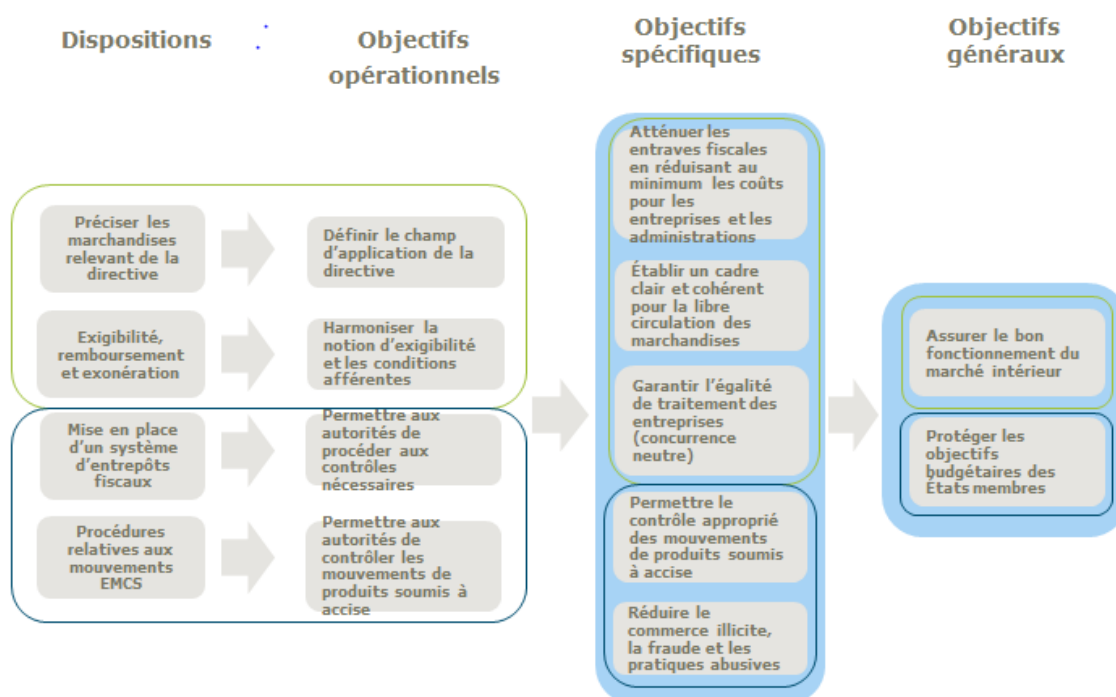 Dispositions
Objectifs
opérationnels
Objectifs
spécifiques
Objectifs
généraux
Préciser les
marchandises
relevant de la
directive
Définir le champ
d'application de la
directive
Exigibilité,
remboursement
et exonération
Harmoniser la
notion d'exigibilité
et les conditions
afférentes
Mise en place
d'un système
d'entrepôts
fiscaux
Permettre aux
autorités de
procéder aux
contrôles
nécessaires
Procédures
relatives aux
mouvements
EMCS
Permettre aux
autorités de
contrôler les
mouvements de
produits soumis à
accise
Atténuer les
entraves fiscales
en réduisant au
minimum les coûts
pour les
entreprises et les
administrations
Établir un cadre
clair et cohérent
pour la libre
circulation des
marchandises
Garantir l'égalité
de traitement des
entreprises
(concurrence
neutre)
Permettre le
contrôle approprié
des mouvements
de produits soumis
à accise
Réduire le
commerce illicite,
la fraude et les
pratiques abusives
Assurer le bon
fonctionnement du
marché intérieur
Protéger les
objectifs
budgétaires des
États membres